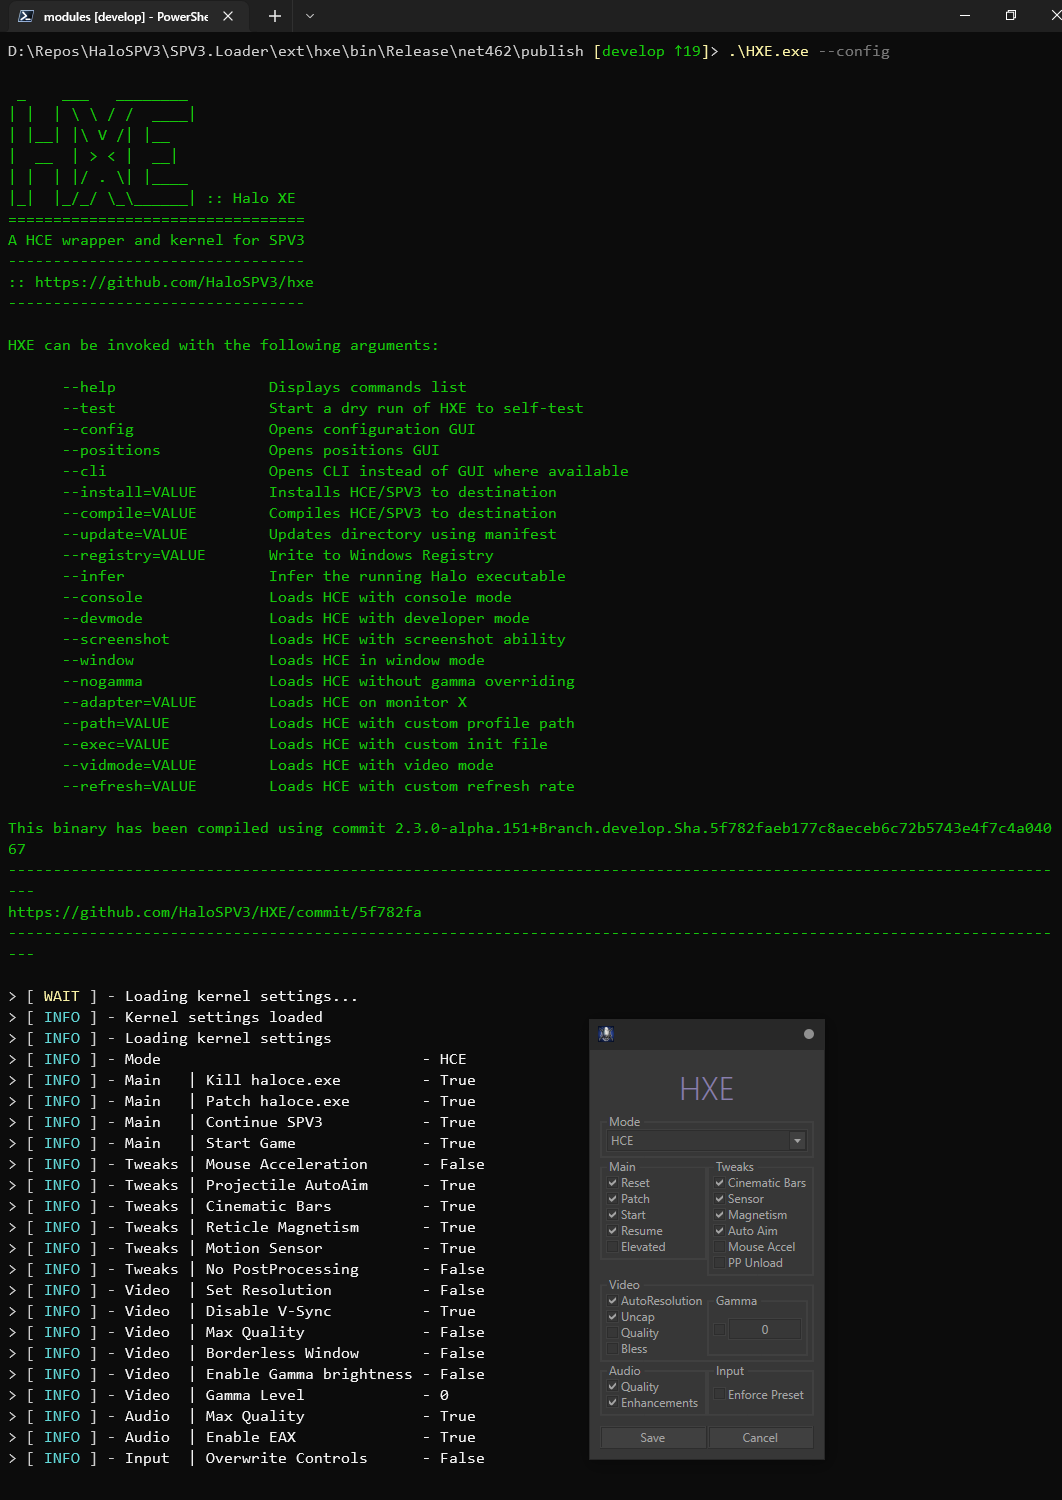 modules [develop] - PowerShe
D:\Repos\HaloSPV3\SPV3.Loader\ext\hxe\bin\Release\net462\publish [develop ↑19]> .\HXE.exe --config
 _    ___   ________
| |  | \ \ / /  ____|
| |__| |\ V /| |__
|  __  | > < |  __|
| |  | |/ . \| |____
|_|  |_/_/ \_\______| :: Halo XE
=================================
A HCE wrapper and kernel for SPV3
---------------------------------
:: https://github.com/HaloSPV3/hxe
---------------------------------
HXE can be invoked with the following arguments:
--help                 Displays commands list
--test                 Start a dry run of HXE to self-test
--config               Opens configuration GUI
--positions            Opens positions GUI
--cli                  Opens CLI instead of GUI where available
--install=VALUE        Installs HCE/SPV3 to destination
--compile=VALUE        Compiles HCE/SPV3 to destination
--update=VALUE         Updates directory using manifest
--registry=VALUE       Write to Windows Registry
--infer                Infer the running Halo executable
--console              Loads HCE with console mode
--devmode              Loads HCE with developer mode
--screenshot           Loads HCE with screenshot ability
--window               Loads HCE in window mode
--nogamma              Loads HCE without gamma overriding
--adapter=VALUE        Loads HCE on monitor X
--path=VALUE           Loads HCE with custom profile path
--exec=VALUE           Loads HCE with custom init file
--vidmode=VALUE        Loads HCE with video mode
--refresh=VALUE        Loads HCE with custom refresh rate
This binary has been compiled using commit 2.3.0-alpha.151+Branch.develop.Sha.5f782faeb177c8aeceb6c72b5743e4f7c4a040
67
--------------------------------------------------------------------------------------------------------------------
---
https://github.com/HaloSPV3/HXE/commit/5f782fa
--------------------------------------------------------------------------------------------------------------------
---
> [ WAIT ] - Loading kernel settings...
> [ INFO ] - Kernel settings loaded
> [ INFO ] - Loading kernel settings
> [ INFO ] - Mode                             - HCE
> [ INFO ] - Main   | Kill haloce.exe         - True
> [ INFO ] - Main   | Patch haloce.exe        - True
> [ INFO ] - Main   | Continue SPV3           - True
> [ INFO ] - Main   | Start Game              - True
> [ INFO ] - Tweaks | Mouse Acceleration      - False
> [ INFO ] - Tweaks | Projectile AutoAim      - True
> [ INFO ] - Tweaks | Cinematic Bars          - True
> [ INFO ] - Tweaks | Reticle Magnetism       - True
> [ INFO ] - Tweaks | Motion Sensor           - True
> [ INFO ] - Tweaks | No PostProcessing       - False
> [ INFO ] - Video  | Set Resolution          - False
> [ INFO ] - Video  | Disable V-Sync          - True
> [ INFO ] - Video  | Max Quality             - False
> [ INFO ] - Video  | Borderless Window       - False
> [ INFO ] - Video  | Enable Gamma brightness - False
> [ INFO ] - Video  | Gamma Level             - 0
> [ INFO ] - Audio  | Max Quality             - True
> [ INFO ] - Audio  | Enable EAX              - True
> [ INFO ] - Input  | Overwrite Controls      - False
HXE
Mode
HCE
Main
Reset
Patch
Start
Resume
Elevated
Tweaks
Cinematic Bars
Sensor
Magnetism
Auto Aim
Mouse Accel
PP Unload
Video
AutoResolution
Uncap
Quality
Bless
Gamma
0
Audio
Quality
Enhancements
Input
Enforce Preset
Save
Cancel